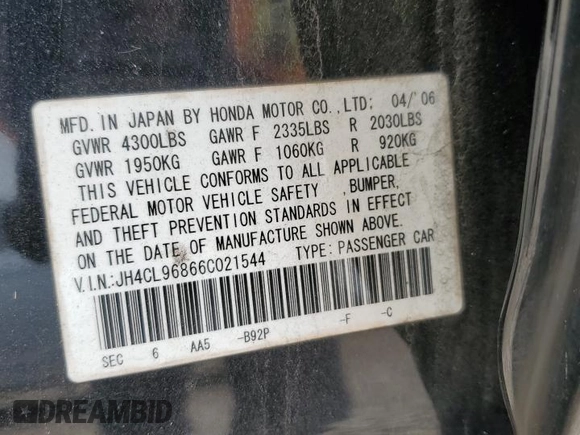 MFD. IN JAPAN BY HONDA MOTOR CO.,LTD: 04/'06
GVWR 4300LBS GAWR F 2335LBS R 2030LBS
GVWR 1950KG GAWR F 1060KG R 920KG
THIS VEHICLE CONFORMS TO ALL APPLICABLE
FEDERAL MOTOR VEHICLE SAFETY ,BUMPER,
AND THEFT PREVENTION STANDARDS IN EFFECT
ON THE DATE OF MANUFACTURE SHOWN ABOVE.
V.I.N.:JH4CL96866C021544 TYPE: PASSENGER CAR
SEC 6 AA5 -B92P -F -C
DREAMBID